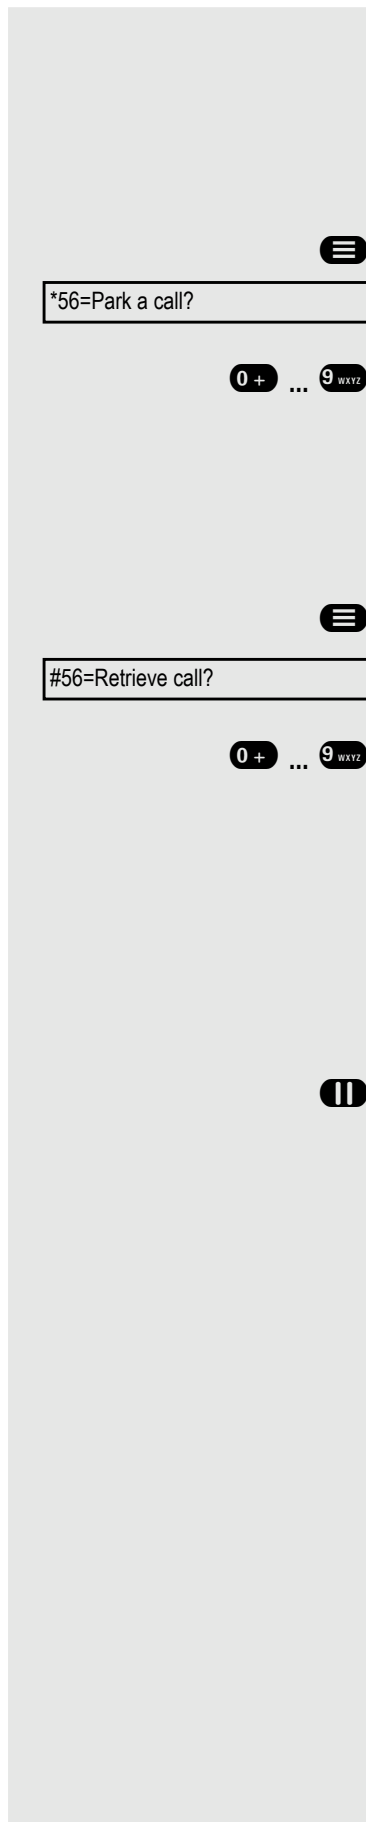 *56=Park a call?
0 + ... 9 WXYZ
#56=Retrieve call?
0 + ... 9 WXYZ